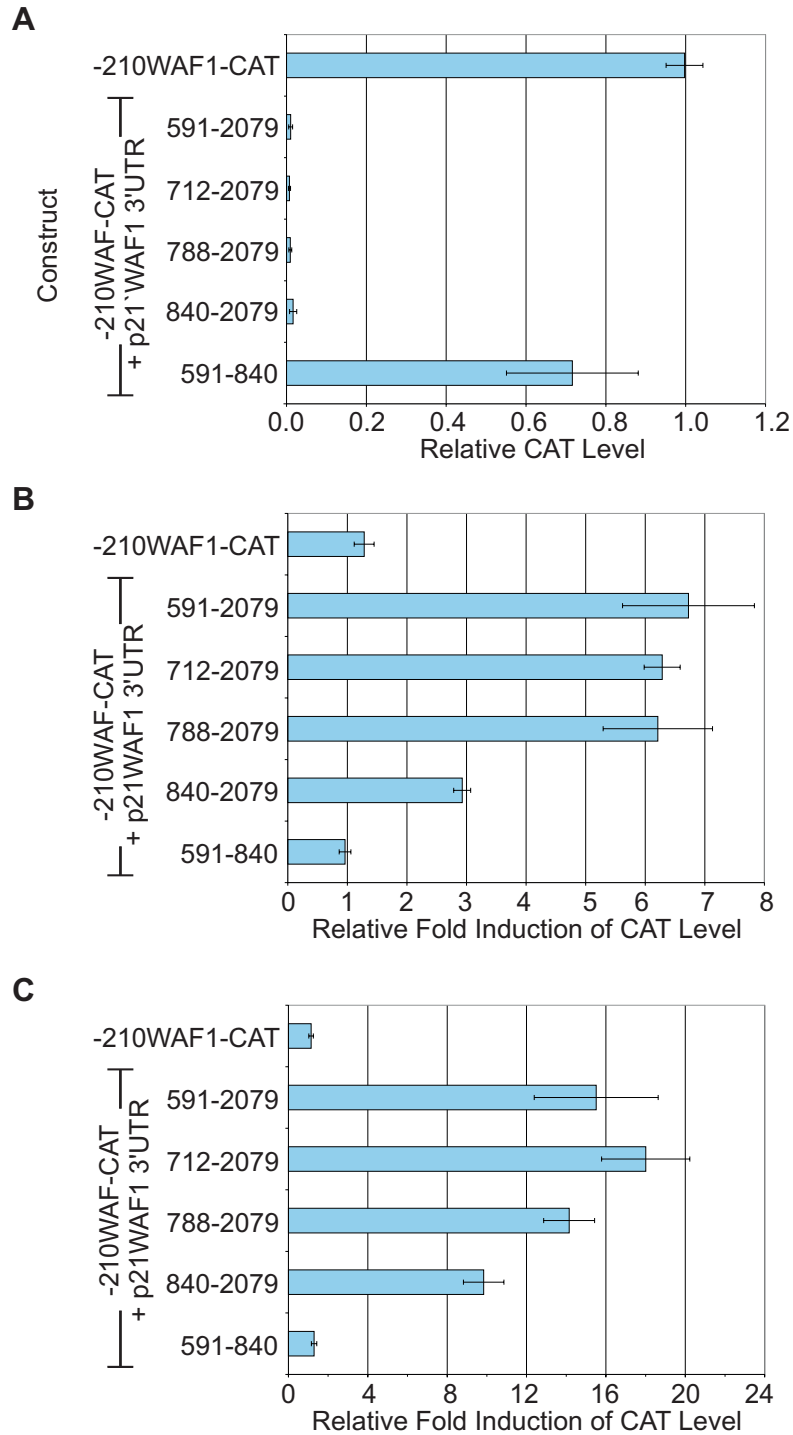 A
-210WAF1-CAT
591-2079
712-2079
788-2079
840-2079
591-840
Construct
-210WAF-CAT
+ p21`WAF1 3'UTR
0.0 0.2 0.4 0.6 0.8 1.0 1.2
Relative CAT Level
B
-210WAF1-CAT
591-2079
712-2079
788-2079
840-2079
591-840
-210WAF-CAT
+ p21WAF1 3'UTR
0 1 2 3 4 5 6 7 8
Relative Fold Induction of CAT Level
C
-210WAF1-CAT
591-2079
712-2079
788-2079
840-2079
591-840
-210WAF-CAT
+ p21WAF1 3'UTR
0 4 8 12 16 20 24
Relative Fold Induction of CAT Level